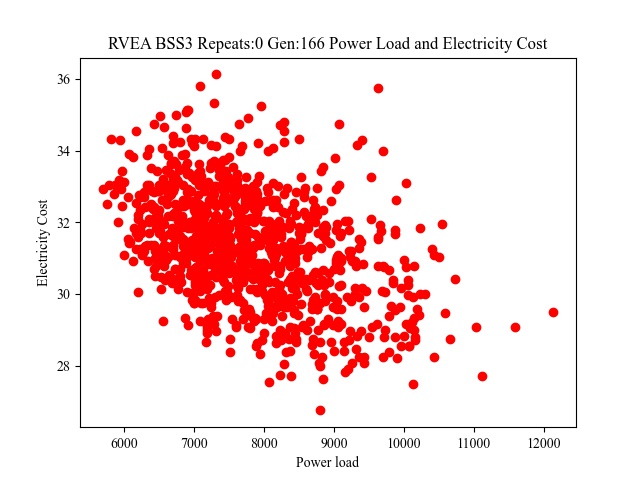 RVEA BSS3 Repeats:0 Gen:166 Power Load and Electricity Cost
36
34
32
30
28
Electricity Cost
6000 7000 8000 9000 10000 11000 12000
Power load